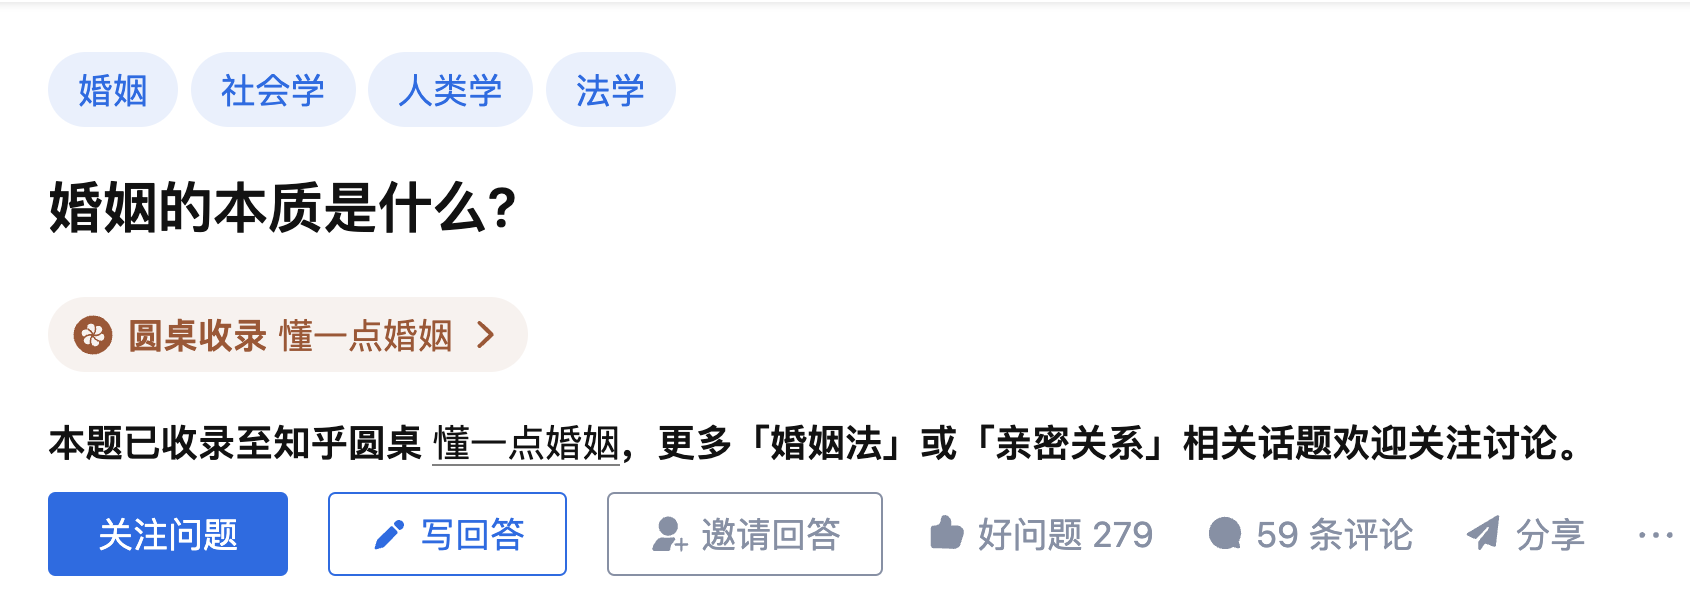 婚姻 社会学 人类学 法学
婚姻的本质是什么?
圆桌收录 懂一点婚姻
本题已收录至知乎圆桌 懂一点婚姻，更多「婚姻法」或「亲密关系」相关话题欢迎关注讨论。
关注问题 写回答 邀请回答 好问题 279 59 条评论 分享 ···